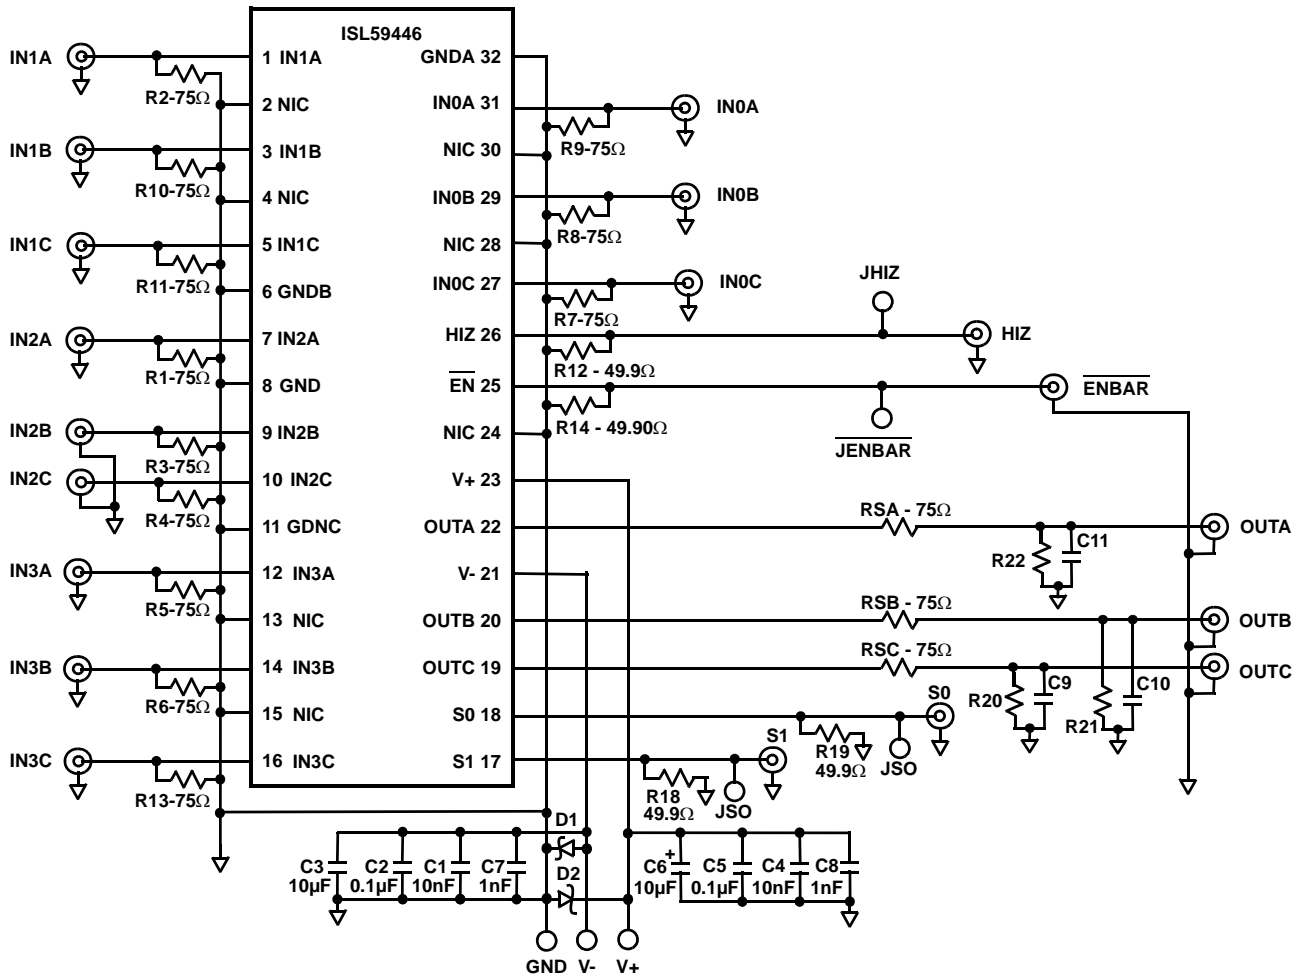 ISL59446
IN1A
1 IN1A
GNDA 32
R2-75Ω
2 NIC
IN0A 31
IN0A
R9-75Ω
IN1B
3 IN1B
NIC 30
R10-75Ω
4 NIC
IN0B 29
IN0B
R8-75Ω
IN1C
5 IN1C
NIC 28
R11-75Ω
6 GNDB
IN0C 27
IN0C
JHIZ
R7-75Ω
IN2A
7 IN2A
HIZ 26
HIZ
R1-75Ω
R12 - 49.9Ω
8 GND
EN 25
ENBAR
R14 - 49.90Ω
IN2B
9 IN2B
NIC 24
JENBAR
R3-75Ω
IN2C
10 IN2C
V+ 23
R4-75Ω
RSA - 75Ω
11 GDNC
OUTA 22
OUTA
C11
R22
IN3A
12 IN3A
V- 21
R5-75Ω
RSB - 75Ω
13 NIC
OUTB 20
OUTB
RSC - 75Ω
IN3B
14 IN3B
OUTC 19
OUTC
C9
C10
R20
R21
R6-75Ω
S0
15 NIC
S0 18
R19
49.9Ω
JSO
S1
IN3C
16 IN3C
S1 17
R13-75Ω
R18
49.9Ω
JSO
D1
C3
10µF
C2
0.1µF
C1
10nF
C7
1nF
D2
C6
+
10µF
C5
0.1µF
C4
10nF
C8
1nF
GND
V-
V+